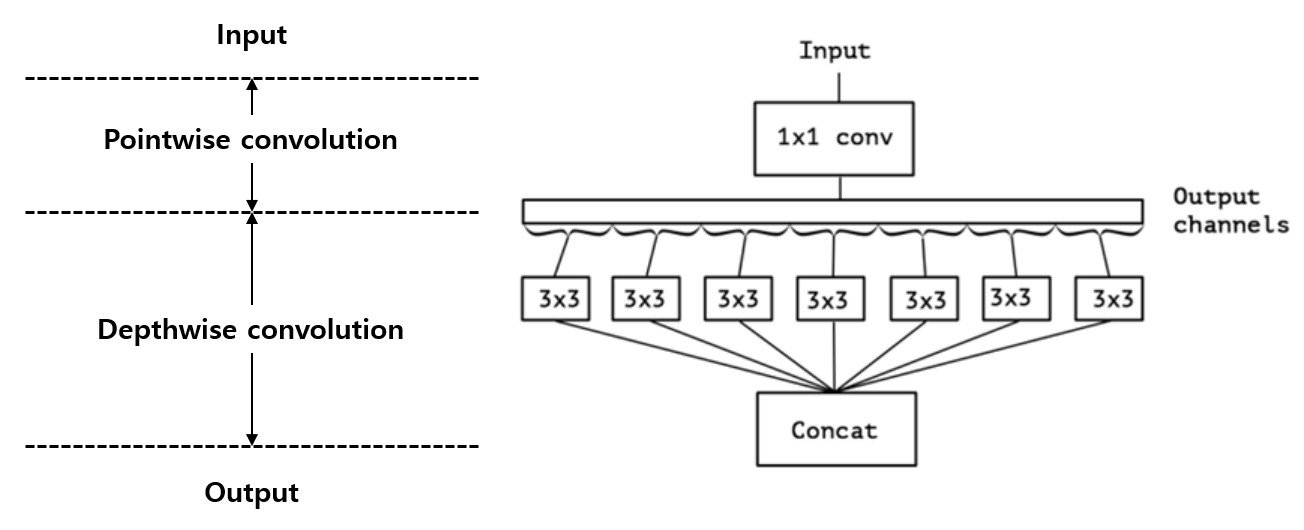 Input
Pointwise convolution
Depthwise convolution
Output
Input
1x1 conv
Output
channels
3x3
3x3
3x3
3x3
3x3
3x3
3x3
Concat